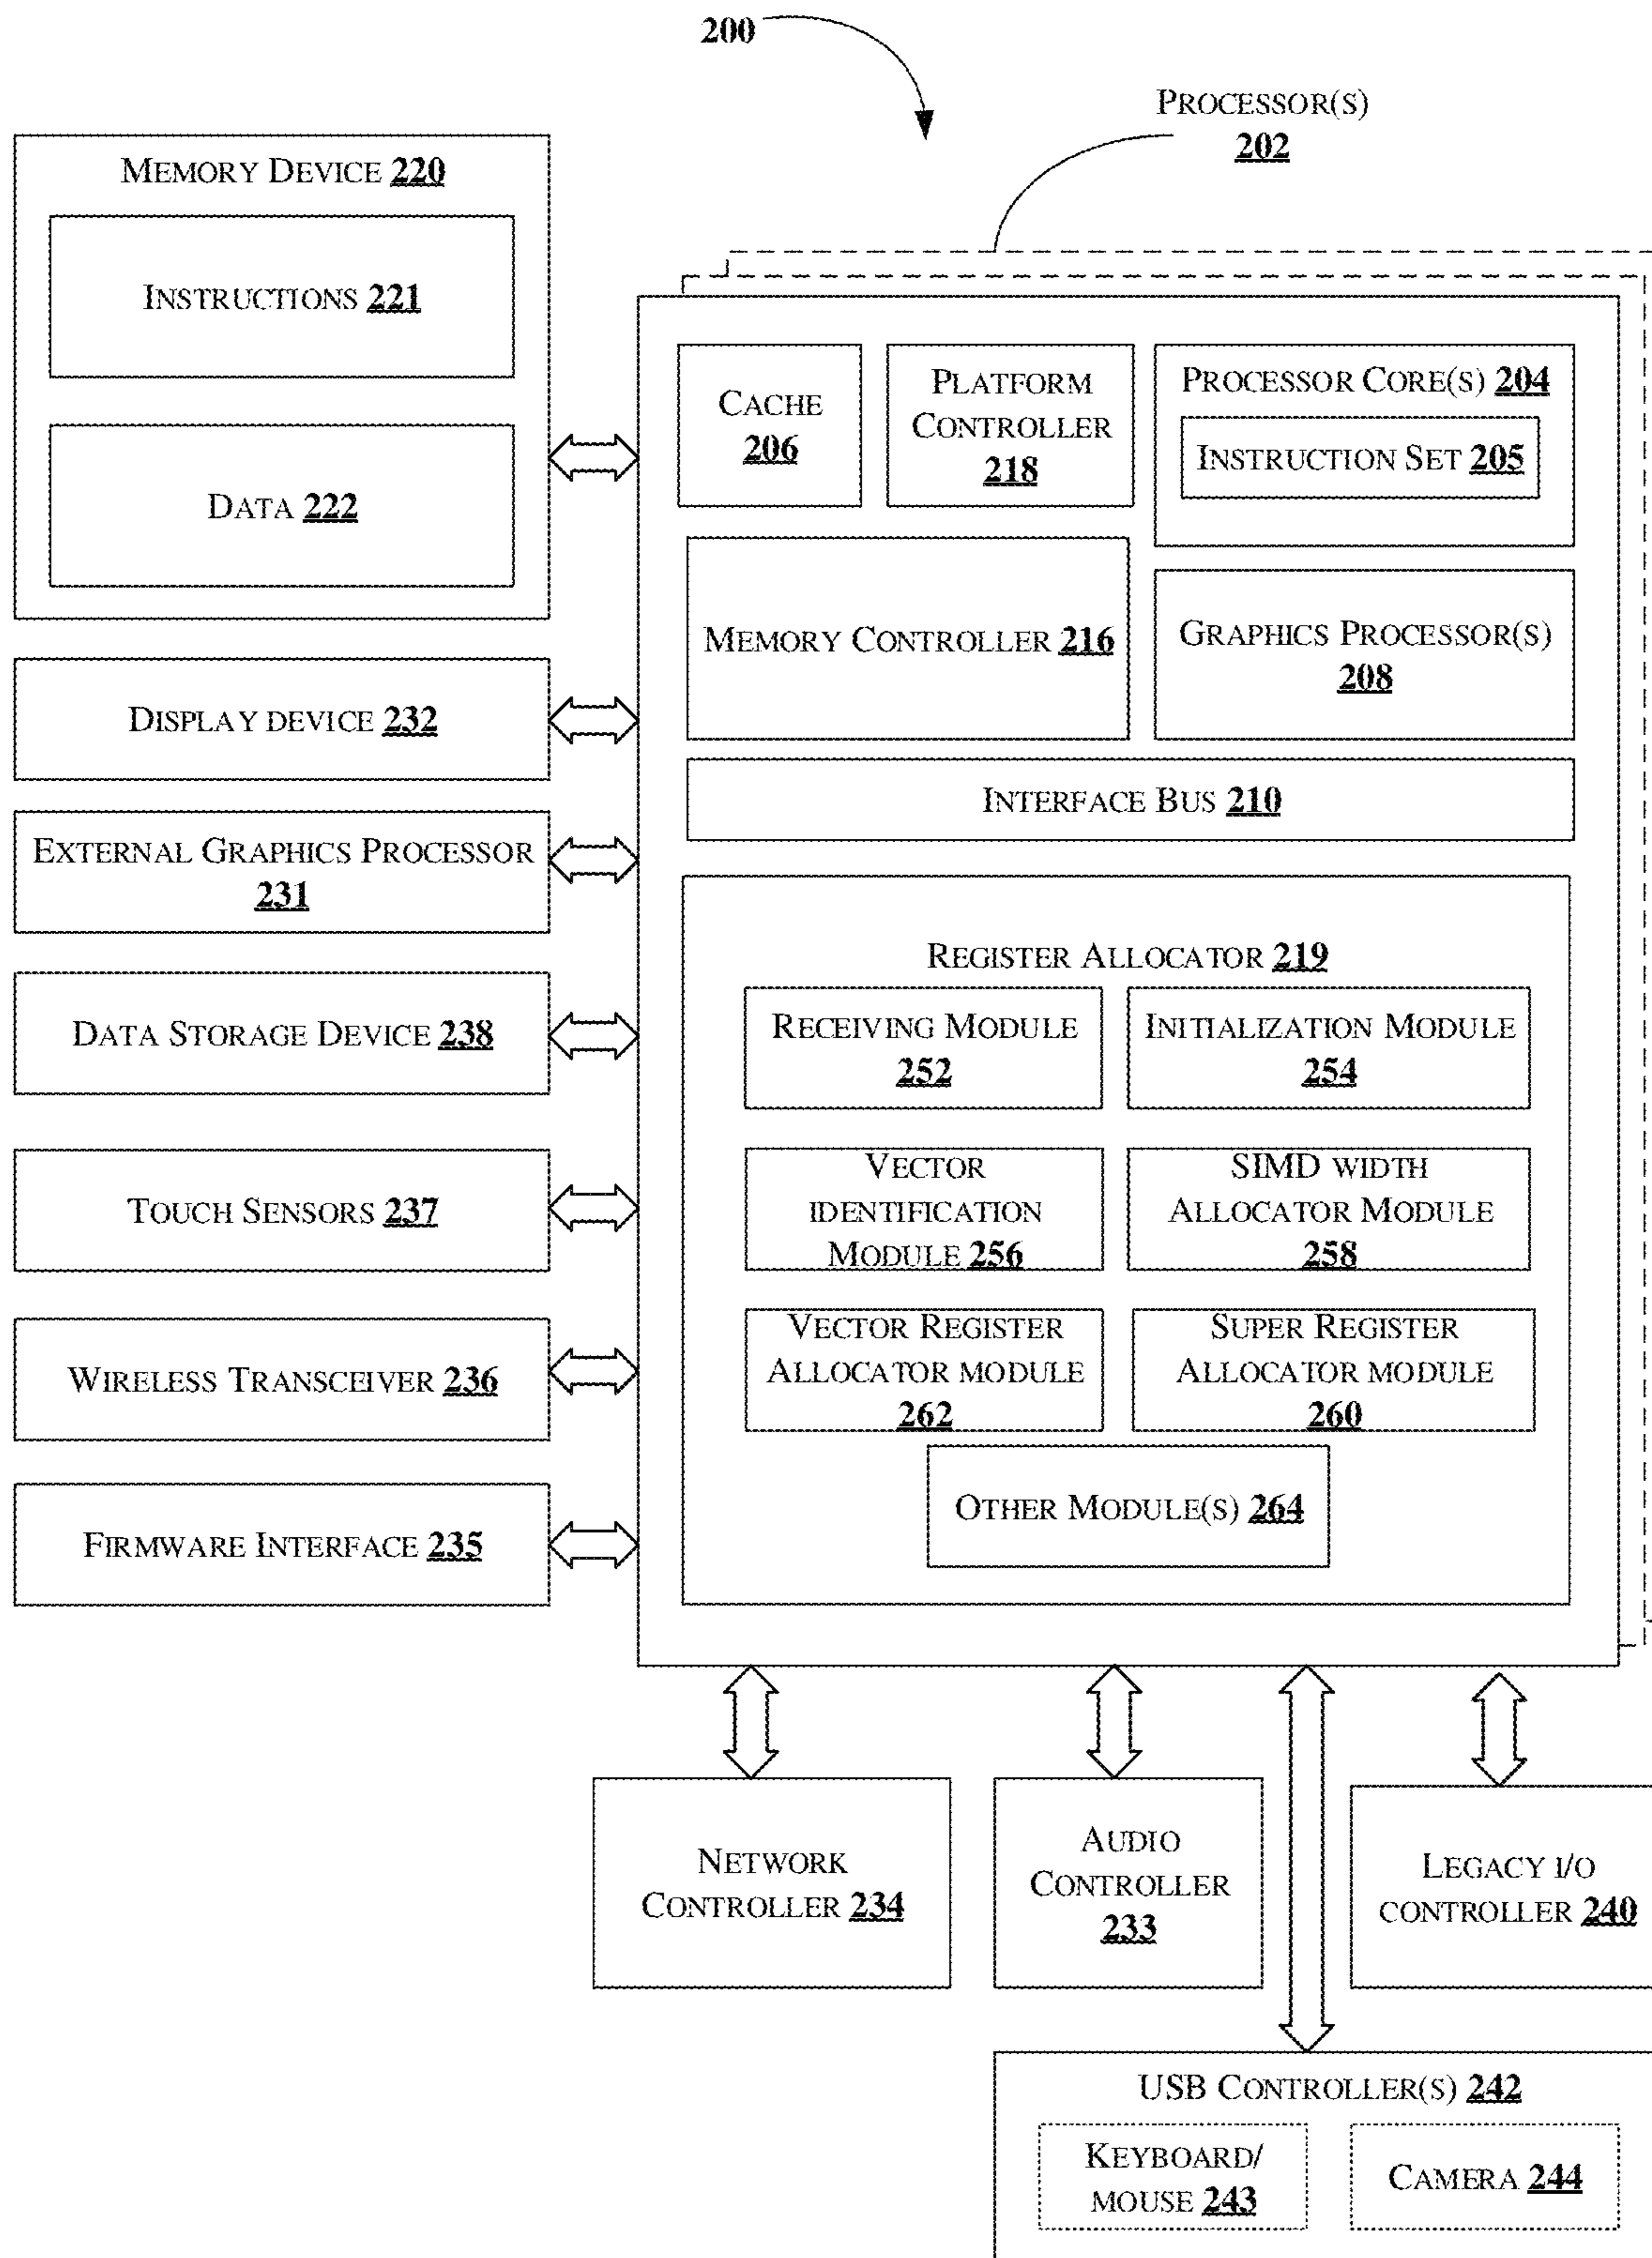 200
PROCESSOR(S)
202
MEMORY DEVICE 220
INSTRUCTIONS 221
DATA 222
DISPLAY DEVICE 232
EXTERNAL GRAPHICS PROCESSOR
231
DATA STORAGE DEVICE 238
TOUCH SENSORS 237
WIRELESS TRANSCEIVER 236
FIRMWARE INTERFACE 235
CACHE
206
PLATFORM
CONTROLLER
218
PROCESSOR CORE(S) 204
INSTRUCTION SET 205
MEMORY CONTROLLER 216
GRAPHICS PROCESSOR(S)
208
INTERFACE BUS 210
REGISTER ALLOCATOR 219
RECEIVING MODULE
252
INITIALIZATION MODULE
254
VECTOR
IDENTIFICATION
MODULE 256
SIMD WIDTH
ALLOCATOR MODULE
258
VECTOR REGISTER
ALLOCATOR MODULE
262
SUPER REGISTER
ALLOCATOR MODULE
260
OTHER MODULE(S) 264
NETWORK
CONTROLLER 234
AUDIO
CONTROLLER
233
LEGACY I/O
CONTROLLER 240
USB CONTROLLER(S) 242
KEYBOARD/
MOUSE 243
CAMERA 244